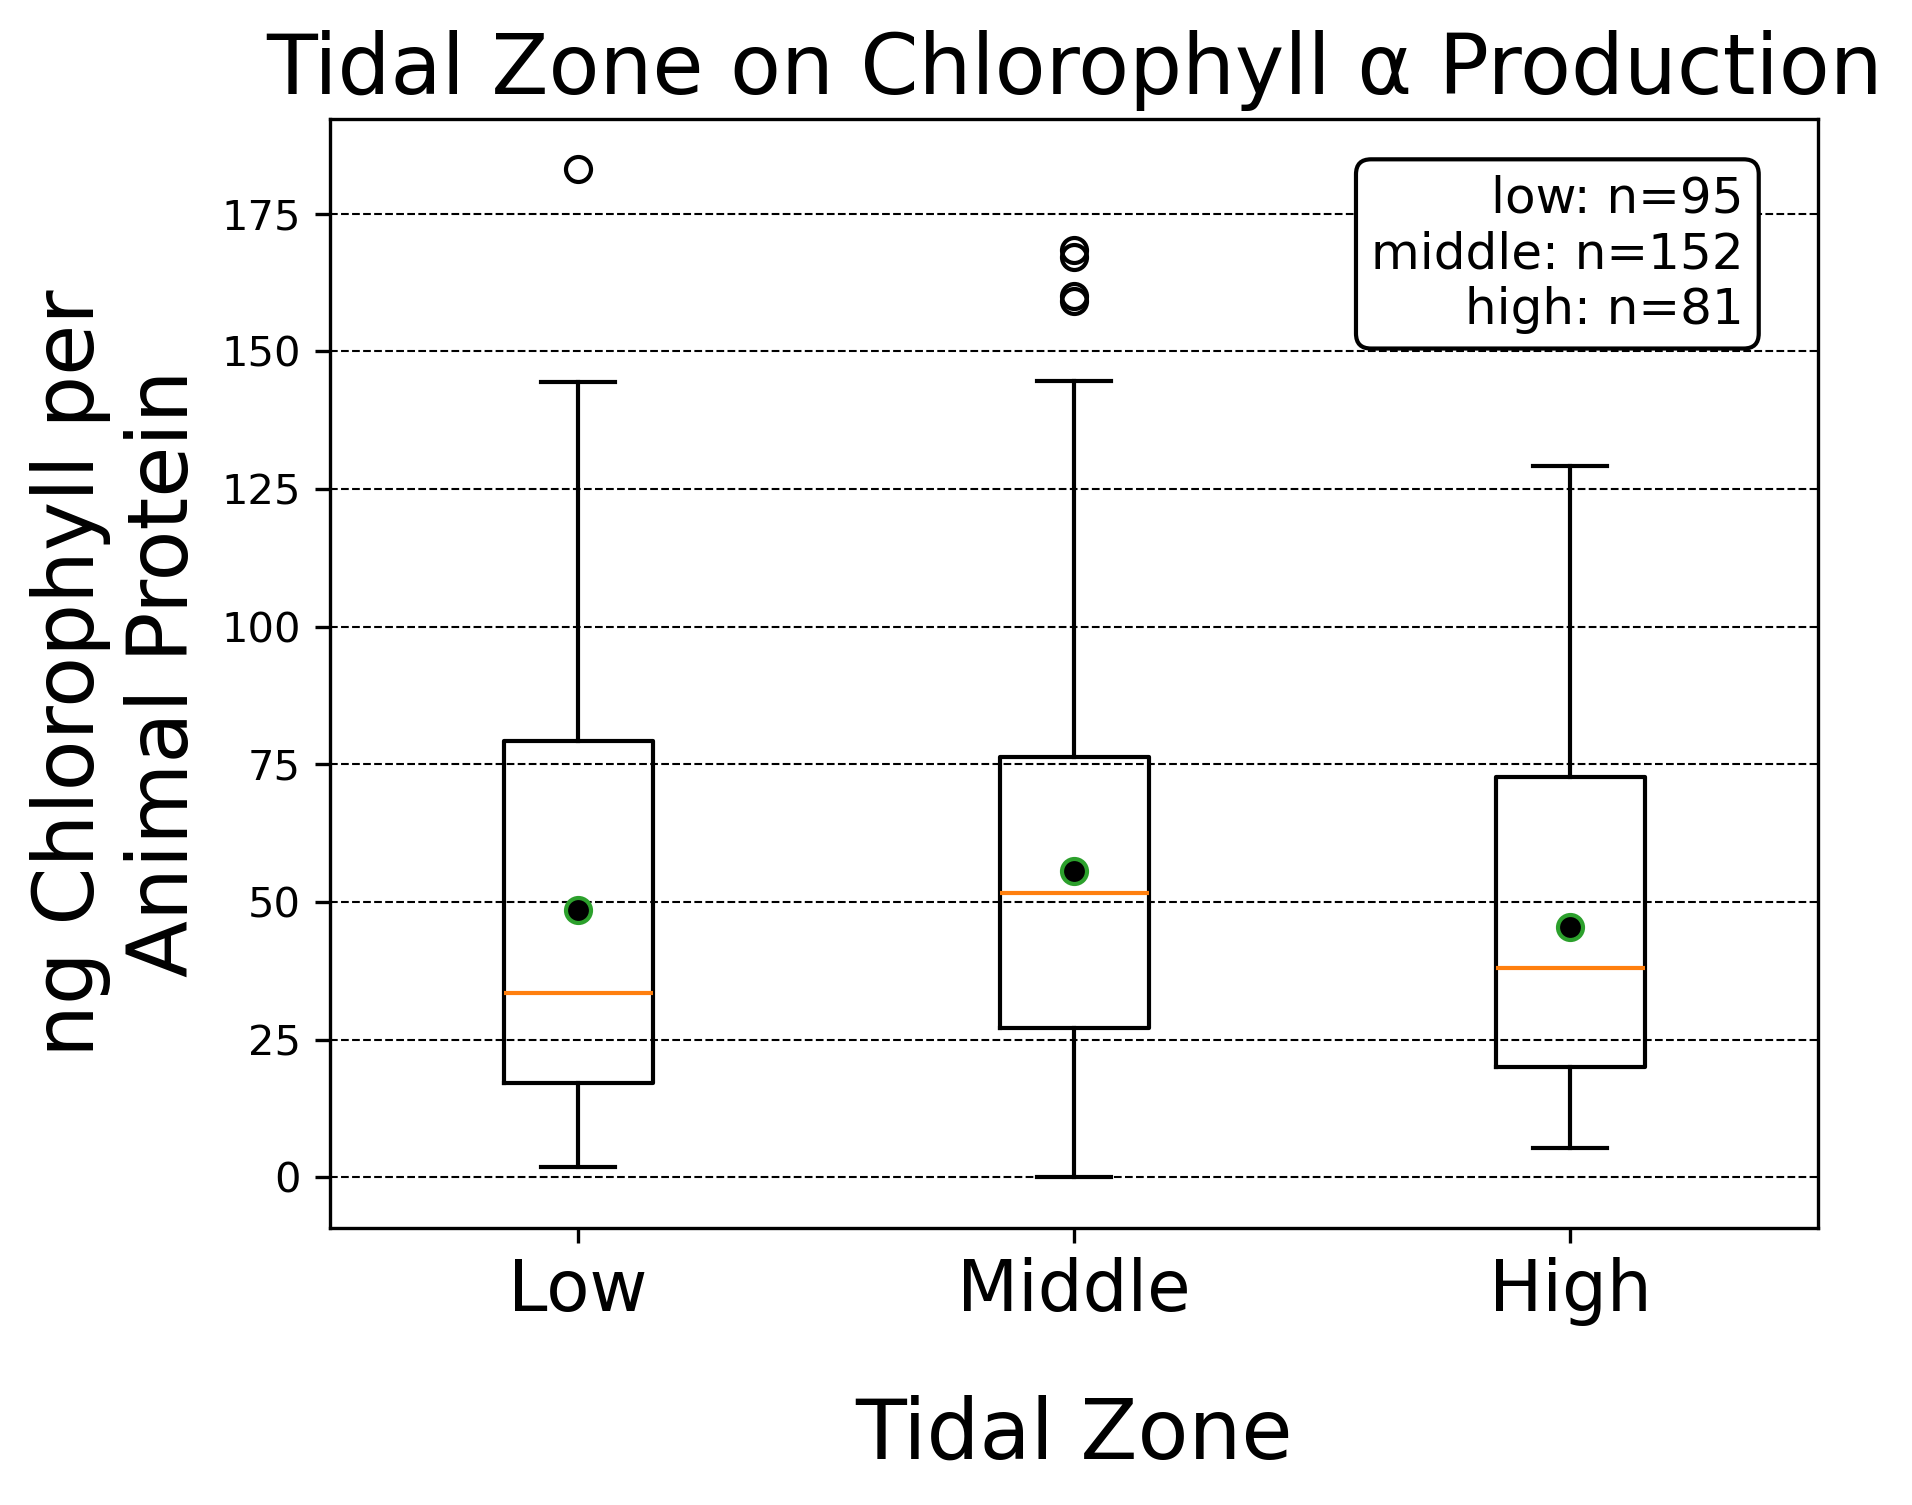 Tidal Zone on Chlorophyll α Production
ng Chlorophyll per
Animal Protein
175
150
125
100
75
50
25
0
low: n=95
middle: n=152
high: n=81
Low
Middle
High
Tidal Zone